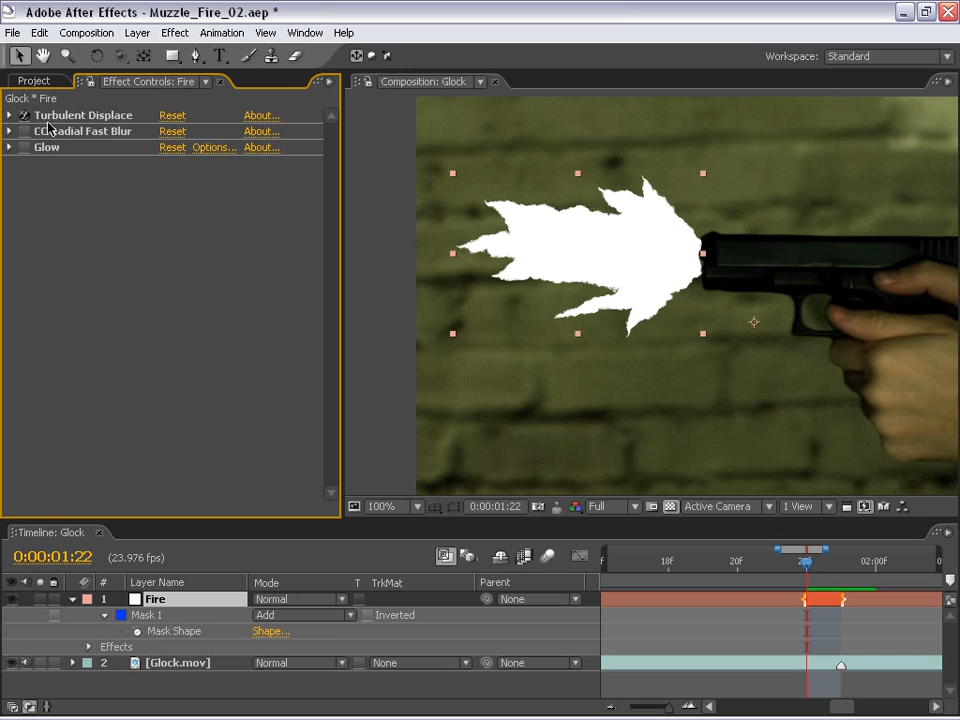 Adobe After Effects - Muzzle_Fire_02.aep *
File Edit Composition Layer Effect Animation View Window Help
Workspace: Standard
Project Effect Controls: Fire
Composition: Glock
Glock * Fire
Turbulent Displace Reset About...
Radial Fast Blur Reset About...
Glow Reset Options... About...
100% 0:00:01:22 Full Active Camera 1 View
Timeline: Glock
0:00:01:22 (23.976 fps)
18F 20F 02:00F
# Layer Name Mode T TrkMat Parent
1 Fire Normal None
Mask 1 Add Inverted
Mask Shape Shape...
Effects
2 [Glock.mov] Normal None None